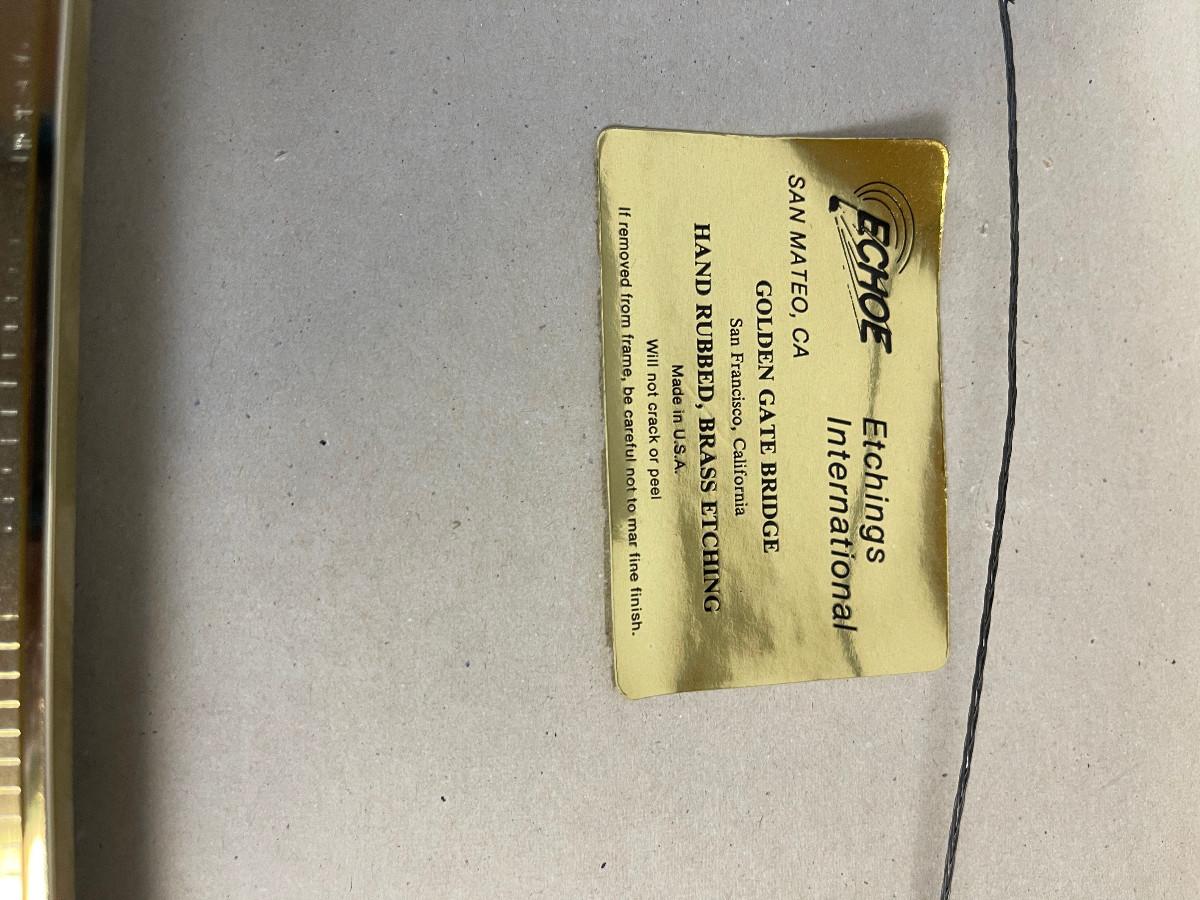 ECHOE Etchings
International
SAN MATEO, CA
GOLDEN GATE BRIDGE
San Francisco, California
HAND RUBBED, BRASS ETCHING
Made in U.S.A.
Will not crack or peel
If removed from frame, be careful not to mar fine finish.